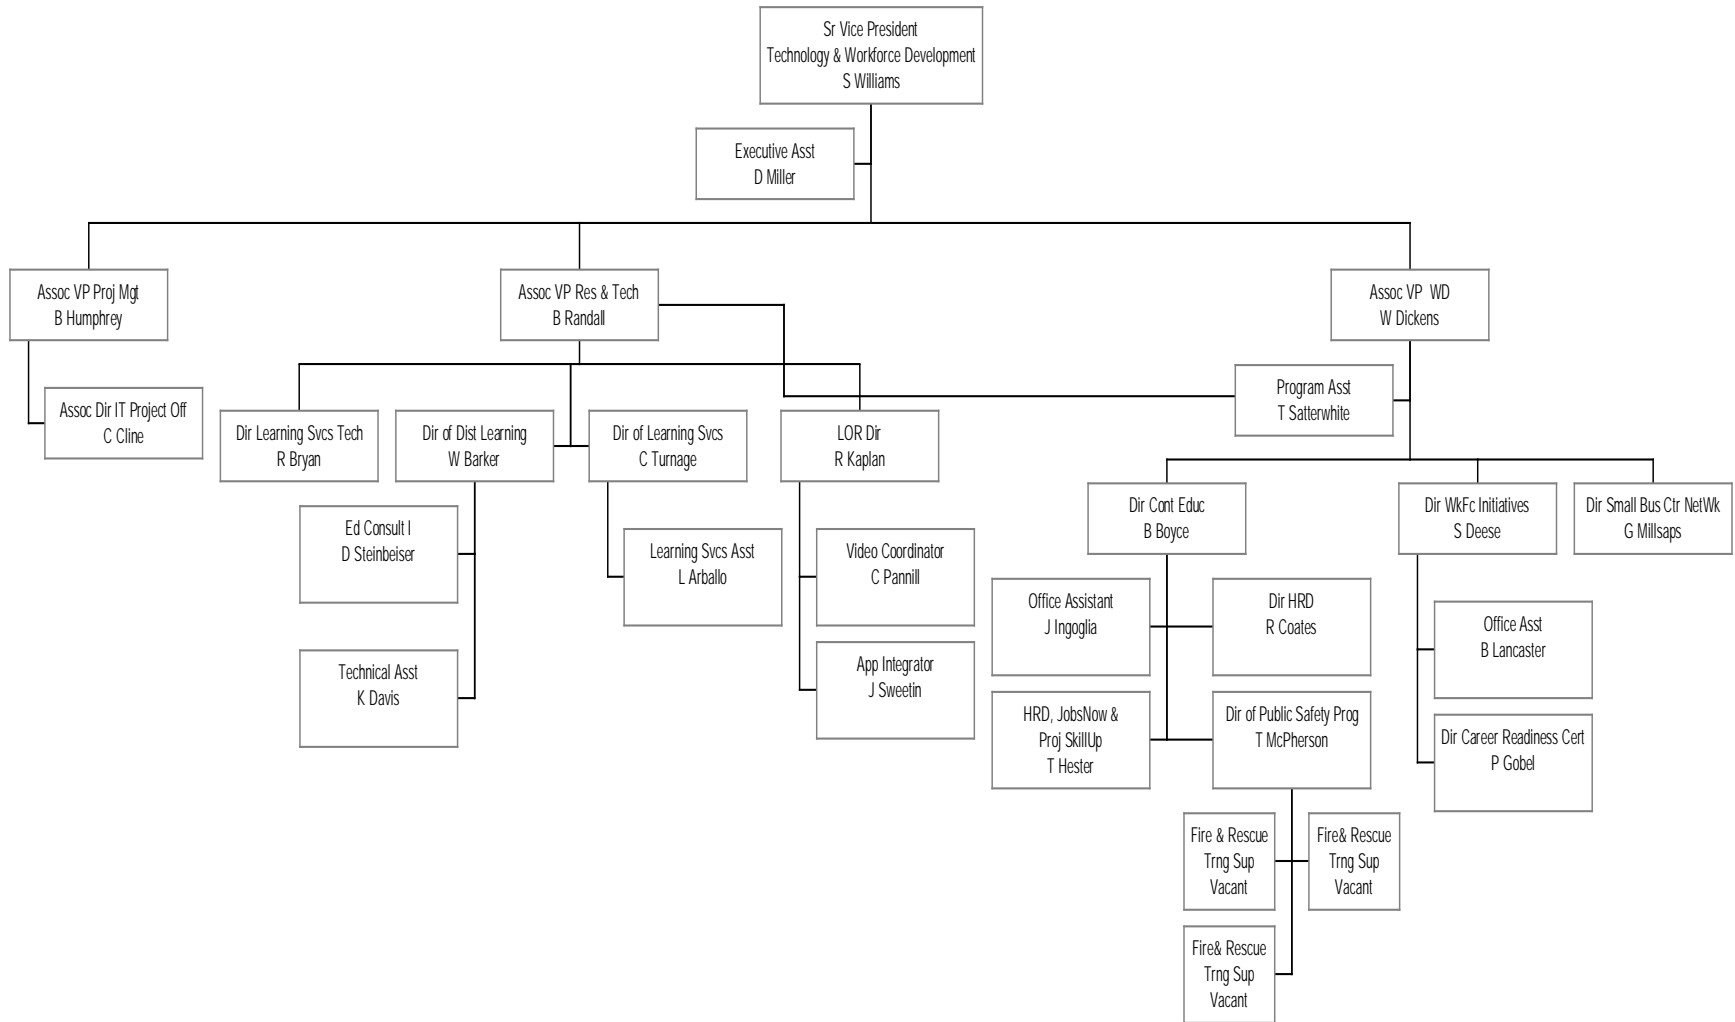 Sr Vice President
Technology & Workforce Development
S Williams
Executive Asst
D Miller
Assoc VP Proj Mgt
B Humphrey
Assoc VP Res & Tech
B Randall
Assoc VP WD
W Dickens
Program Asst
T Satterwhite
Assoc Dir IT Project Off
C Cline
Dir Learning Svcs Tech
R Bryan
Dir of Dist Learning
W Barker
Dir of Learning Svcs
C Turnage
LOR Dir
R Kaplan
Dir Cont Educ
B Boyce
Dir WkFc Initiatives
S Deese
Dir Small Bus Ctr NetWk
G Millsaps
Ed Consult I
D Steinbeiser
Learning Svcs Asst
L Arballo
Video Coordinator
C Pannill
Office Assistant
J Ingoglia
Dir HRD
R Coates
Office Asst
B Lancaster
Technical Asst
K Davis
App Integrator
J Sweetin
HRD, JobsNow &
Proj SkillUp
T Hester
Dir of Public Safety Prog
T McPherson
Dir Career Readiness Cert
P Gobel
Fire & Rescue
Trng Sup
Vacant
Fire& Rescue
Trng Sup
Vacant
Fire& Rescue
Trng Sup
Vacant